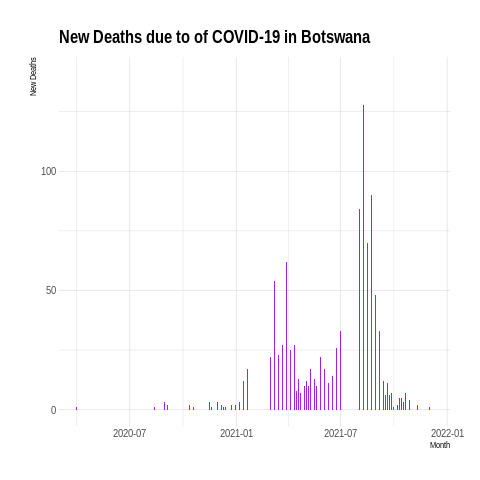 New Deaths due to of COVID-19 in Botswana
New Deaths
100
50
0
2020-07
2021-01
2021-07
2022-01
Month